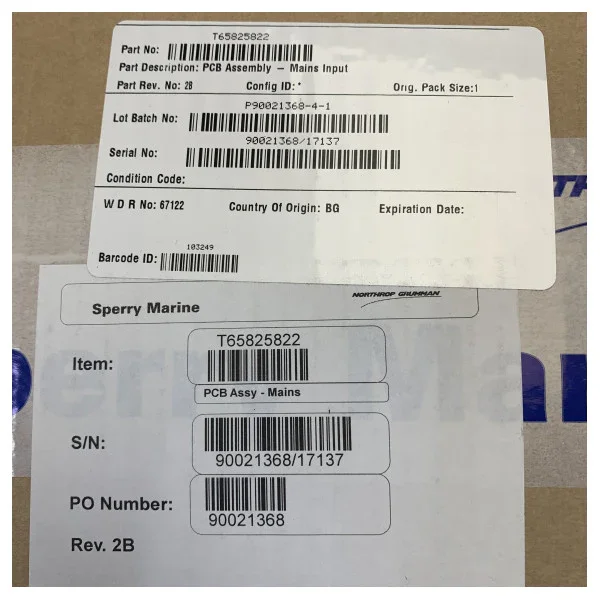 T65825822
Part No:
Part Description: PCB Assembly – Mains Input
Part Rev. No: 2B Config ID: * Orig. Pack Size:1
P90021368-4-1
Lot Batch No:
90021368/17137
Serial No:
Condition Code:
W D R No: 67122 Country Of Origin: BG Expiration Date:
103249
Barcode ID:
NORTHROP GRUMMAN
Sperry Marine
T65825822
Item:
PCB Assy - Mains
S/N:
90021368/17137
PO Number:
90021368
Rev. 2B